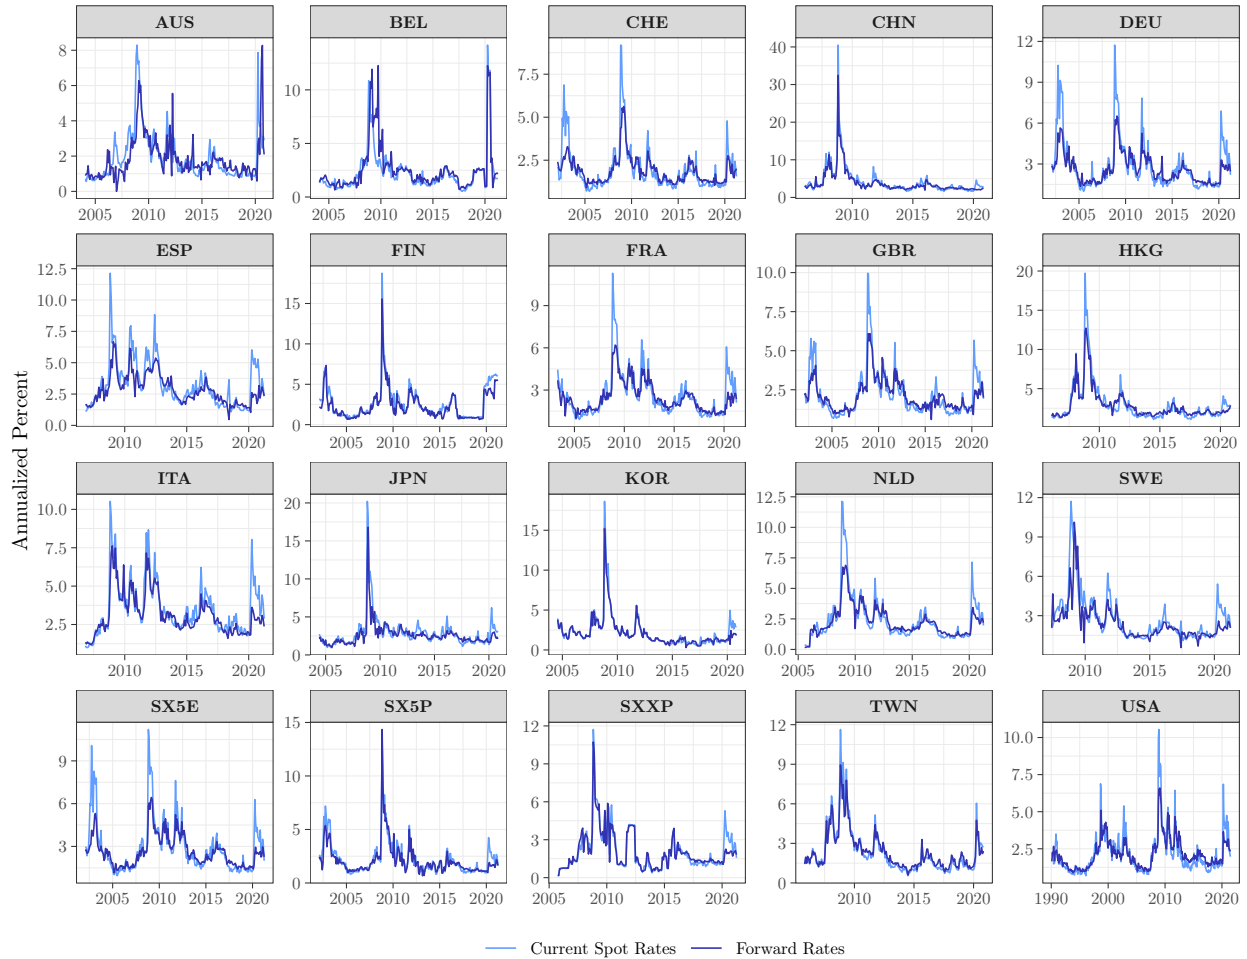 AUS BEL CHE CHN DEU
8 6 4 2 0
10 5 0
7.5 5.0 2.5
40 30 20 10 0
12 9 6 3
2005 2010 2015 2020 2005 2010 2015 2020 2005 2010 2015 2020 2010 2015 2020 2005 2010 2015 2020
ESP FIN FRA GBR HKG
12.5 10.0 7.5 5.0 2.5 0.0
15 10 5 0
9 6 3
10.0 7.5 5.0 2.5 0.0
20 15 10 5
2010 2015 2020 2005 2010 2015 2020 2005 2010 2015 2020 2005 2010 2015 2020 2010 2015 2020
Annualized Percent
ITA JPN KOR NLD SWE
10.0 7.5 5.0 2.5
20 15 10 5 0
15 10 5 0
12.5 10.0 7.5 5.0 2.5 0.0
12 9 6 3
2010 2015 2020 2005 2010 2015 2020 2005 2010 2015 2020 2005 2010 2015 2020 2010 2015 2020
SX5E SX5P SXXP TWN USA
9 6 3
15 10 5 0
12 9 6 3 0
12 9 6 3 0
10.0 7.5 5.0 2.5
2005 2010 2015 2020 2005 2010 2015 2020 2005 2010 2015 2020 2010 2015 2020 1990 2000 2010 2020
Current Spot Rates Forward Rates